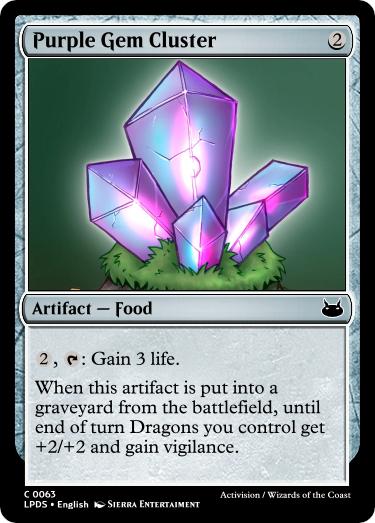 Purple Gem Cluster 2
Artifact — Food
2, : Gain 3 life.
When this artifact is put into a
graveyard from the battlefield, until
end of turn Dragons you control get
+2/+2 and gain vigilance.
C 0063
LPDS • English SIERRA ENTERTAIMENT
Activision / Wizards of the Coast